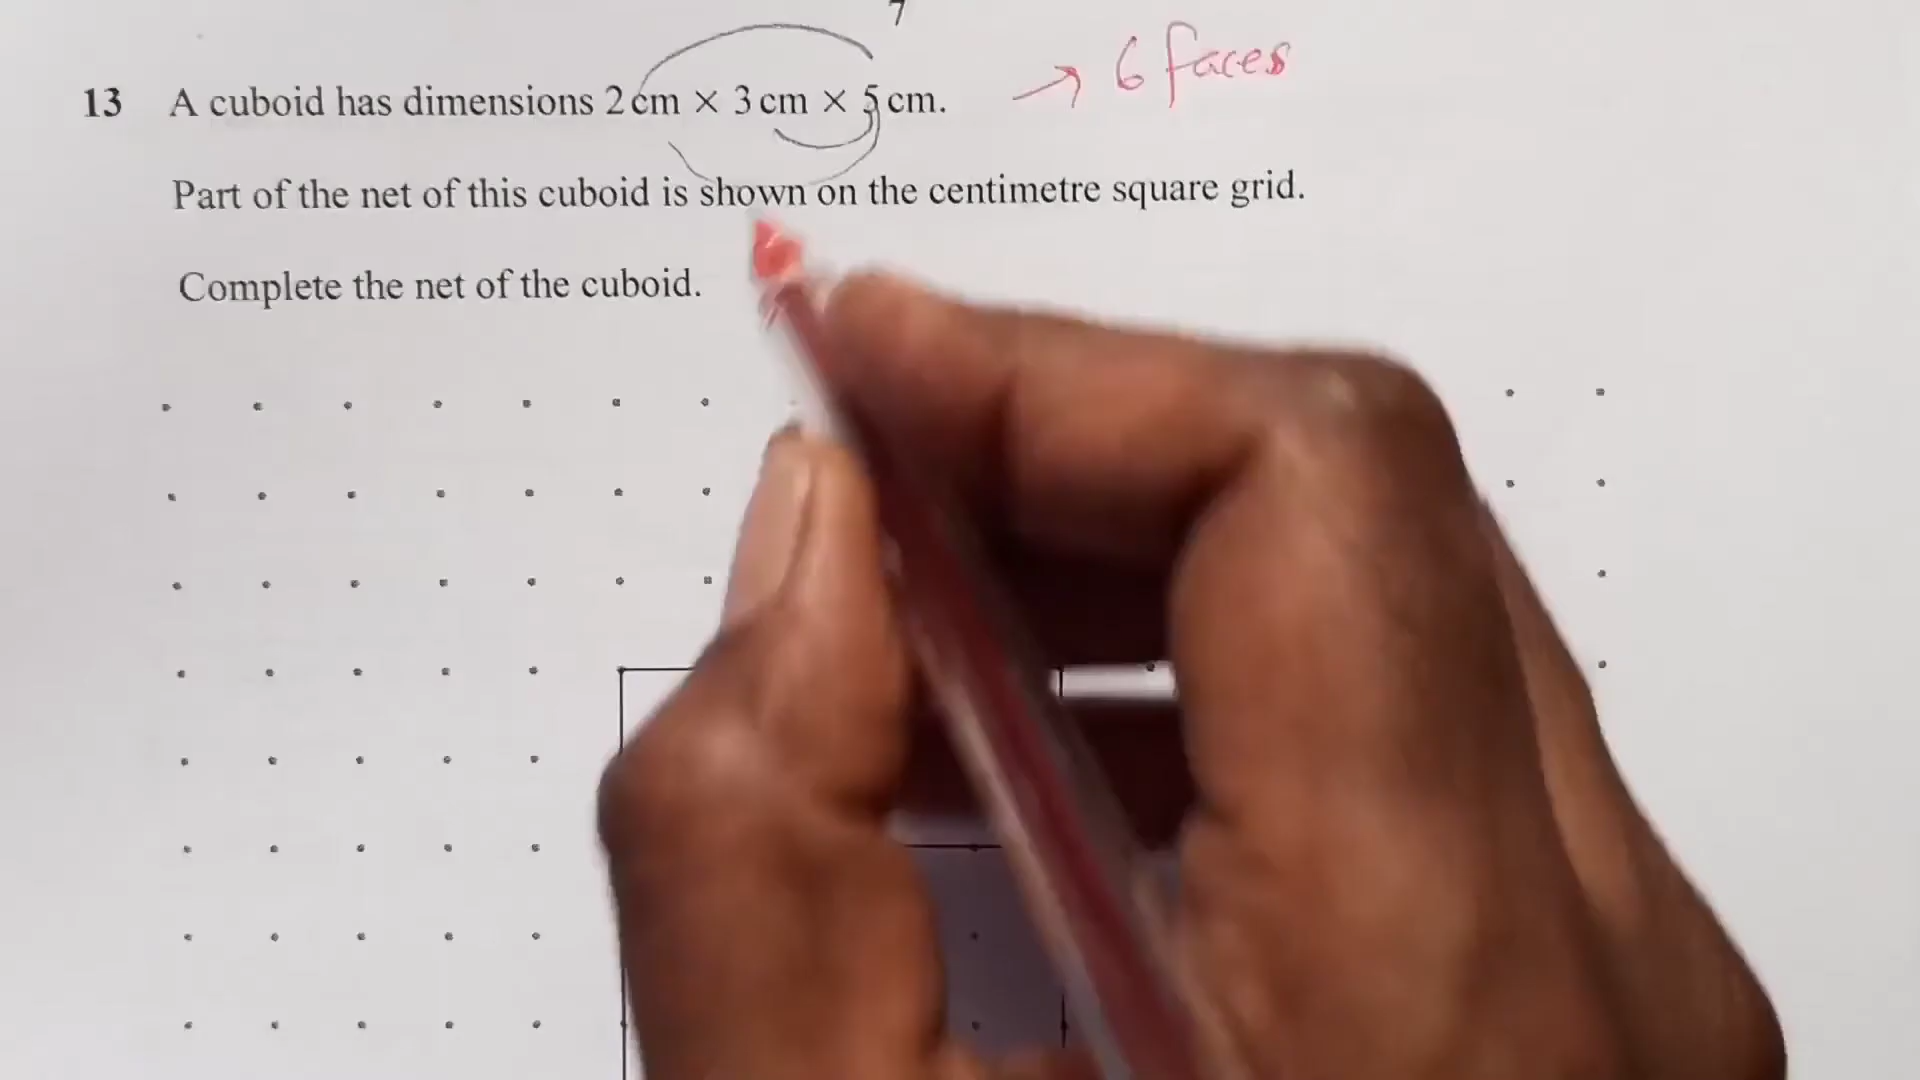 7
13 A cuboid has dimensions 2 cm × 3 cm × 5 cm. → 6 faces
Part of the net of this cuboid is shown on the centimetre square grid.
Complete the net of the cuboid.